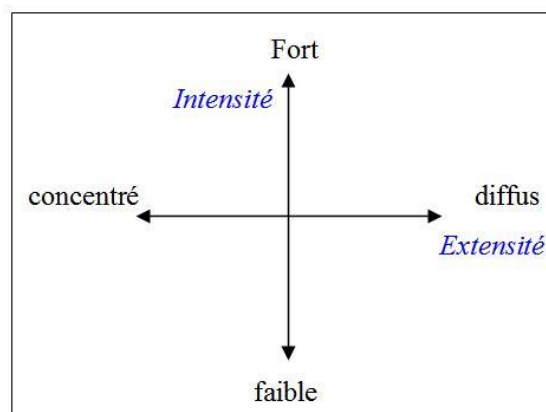 Fort
Intensité
concentré
diffus
Extensité
faible